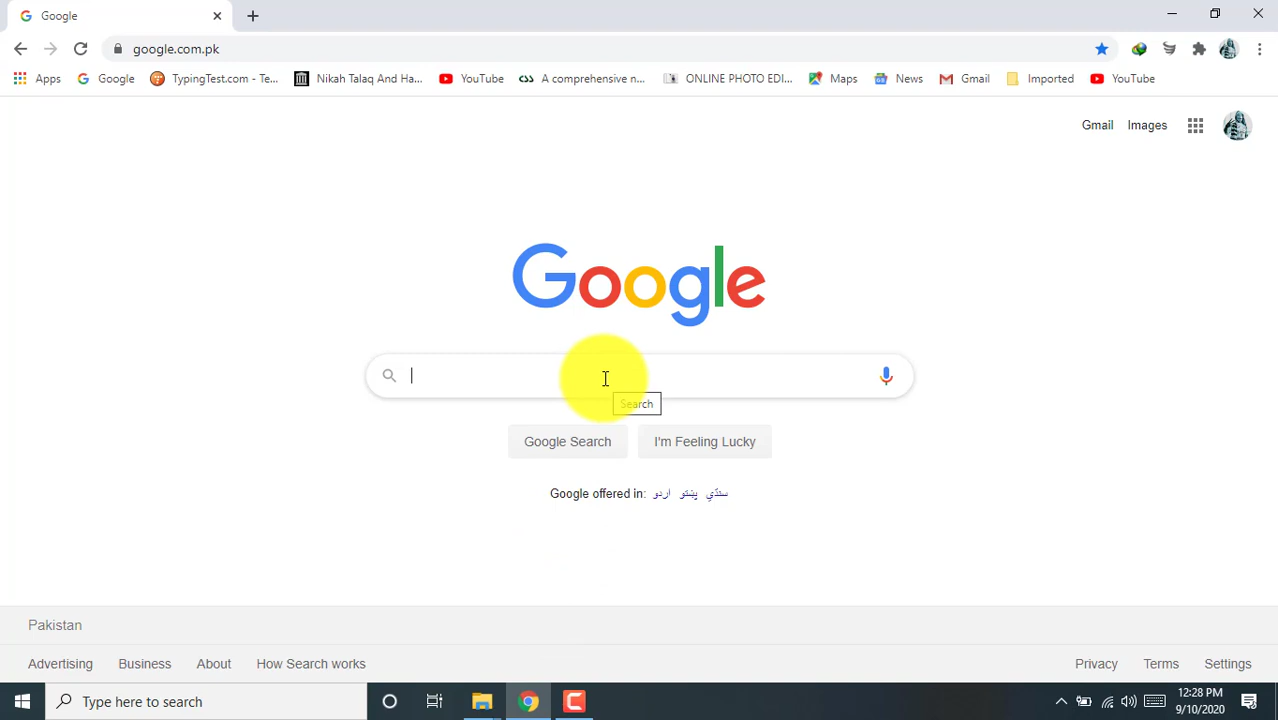 Google
google.com.pk
Apps Google TypingTest.com - Te... Nikah Talaq And Ha... YouTube A comprehensive n... ONLINE PHOTO EDI... Maps News Gmail Imported YouTube
Gmail Images
Google
Search
Google Search I'm Feeling Lucky
Google offered in: اردو پښتو سنڌي
Pakistan
Advertising Business About How Search works Privacy Terms Settings
Type here to search
12:28 PM
9/10/2020